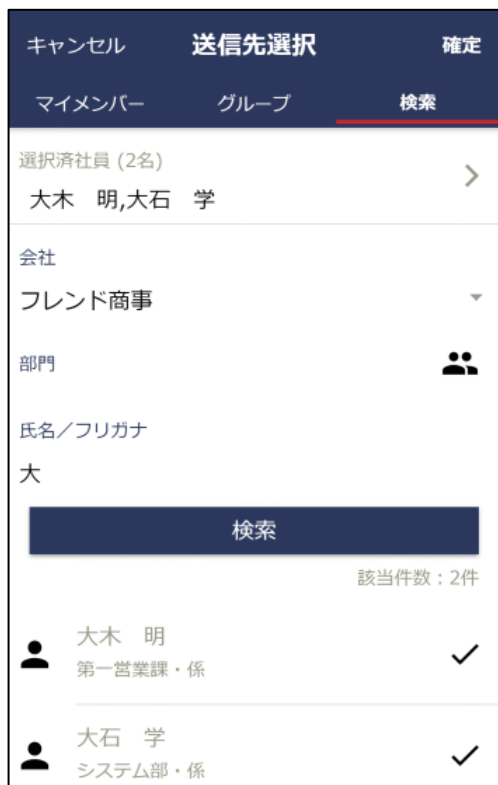 キャンセル 送信先選択 確定
マイメンバー グループ 検索
選択済社員 (2名)
大木　明,大石　学
会社
フレンド商事
部門
氏名／フリガナ
大
検索
該当件数：2件
大木　明
第一営業課・係
大石　学
システム部・係